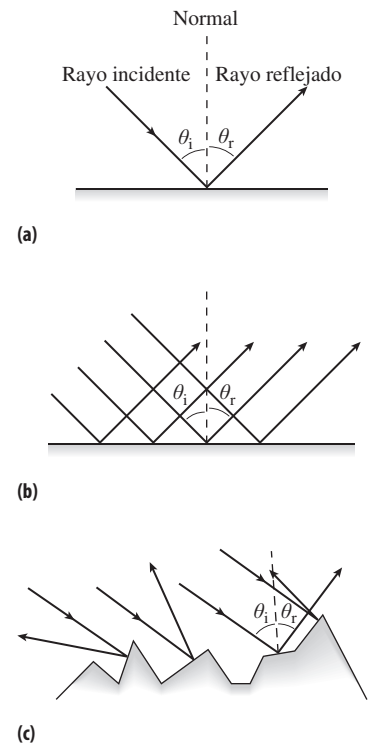 Normal
Rayo incidente Rayo reflejado
θi θr
(a)
θi θr
(b)
θi θr
(c)